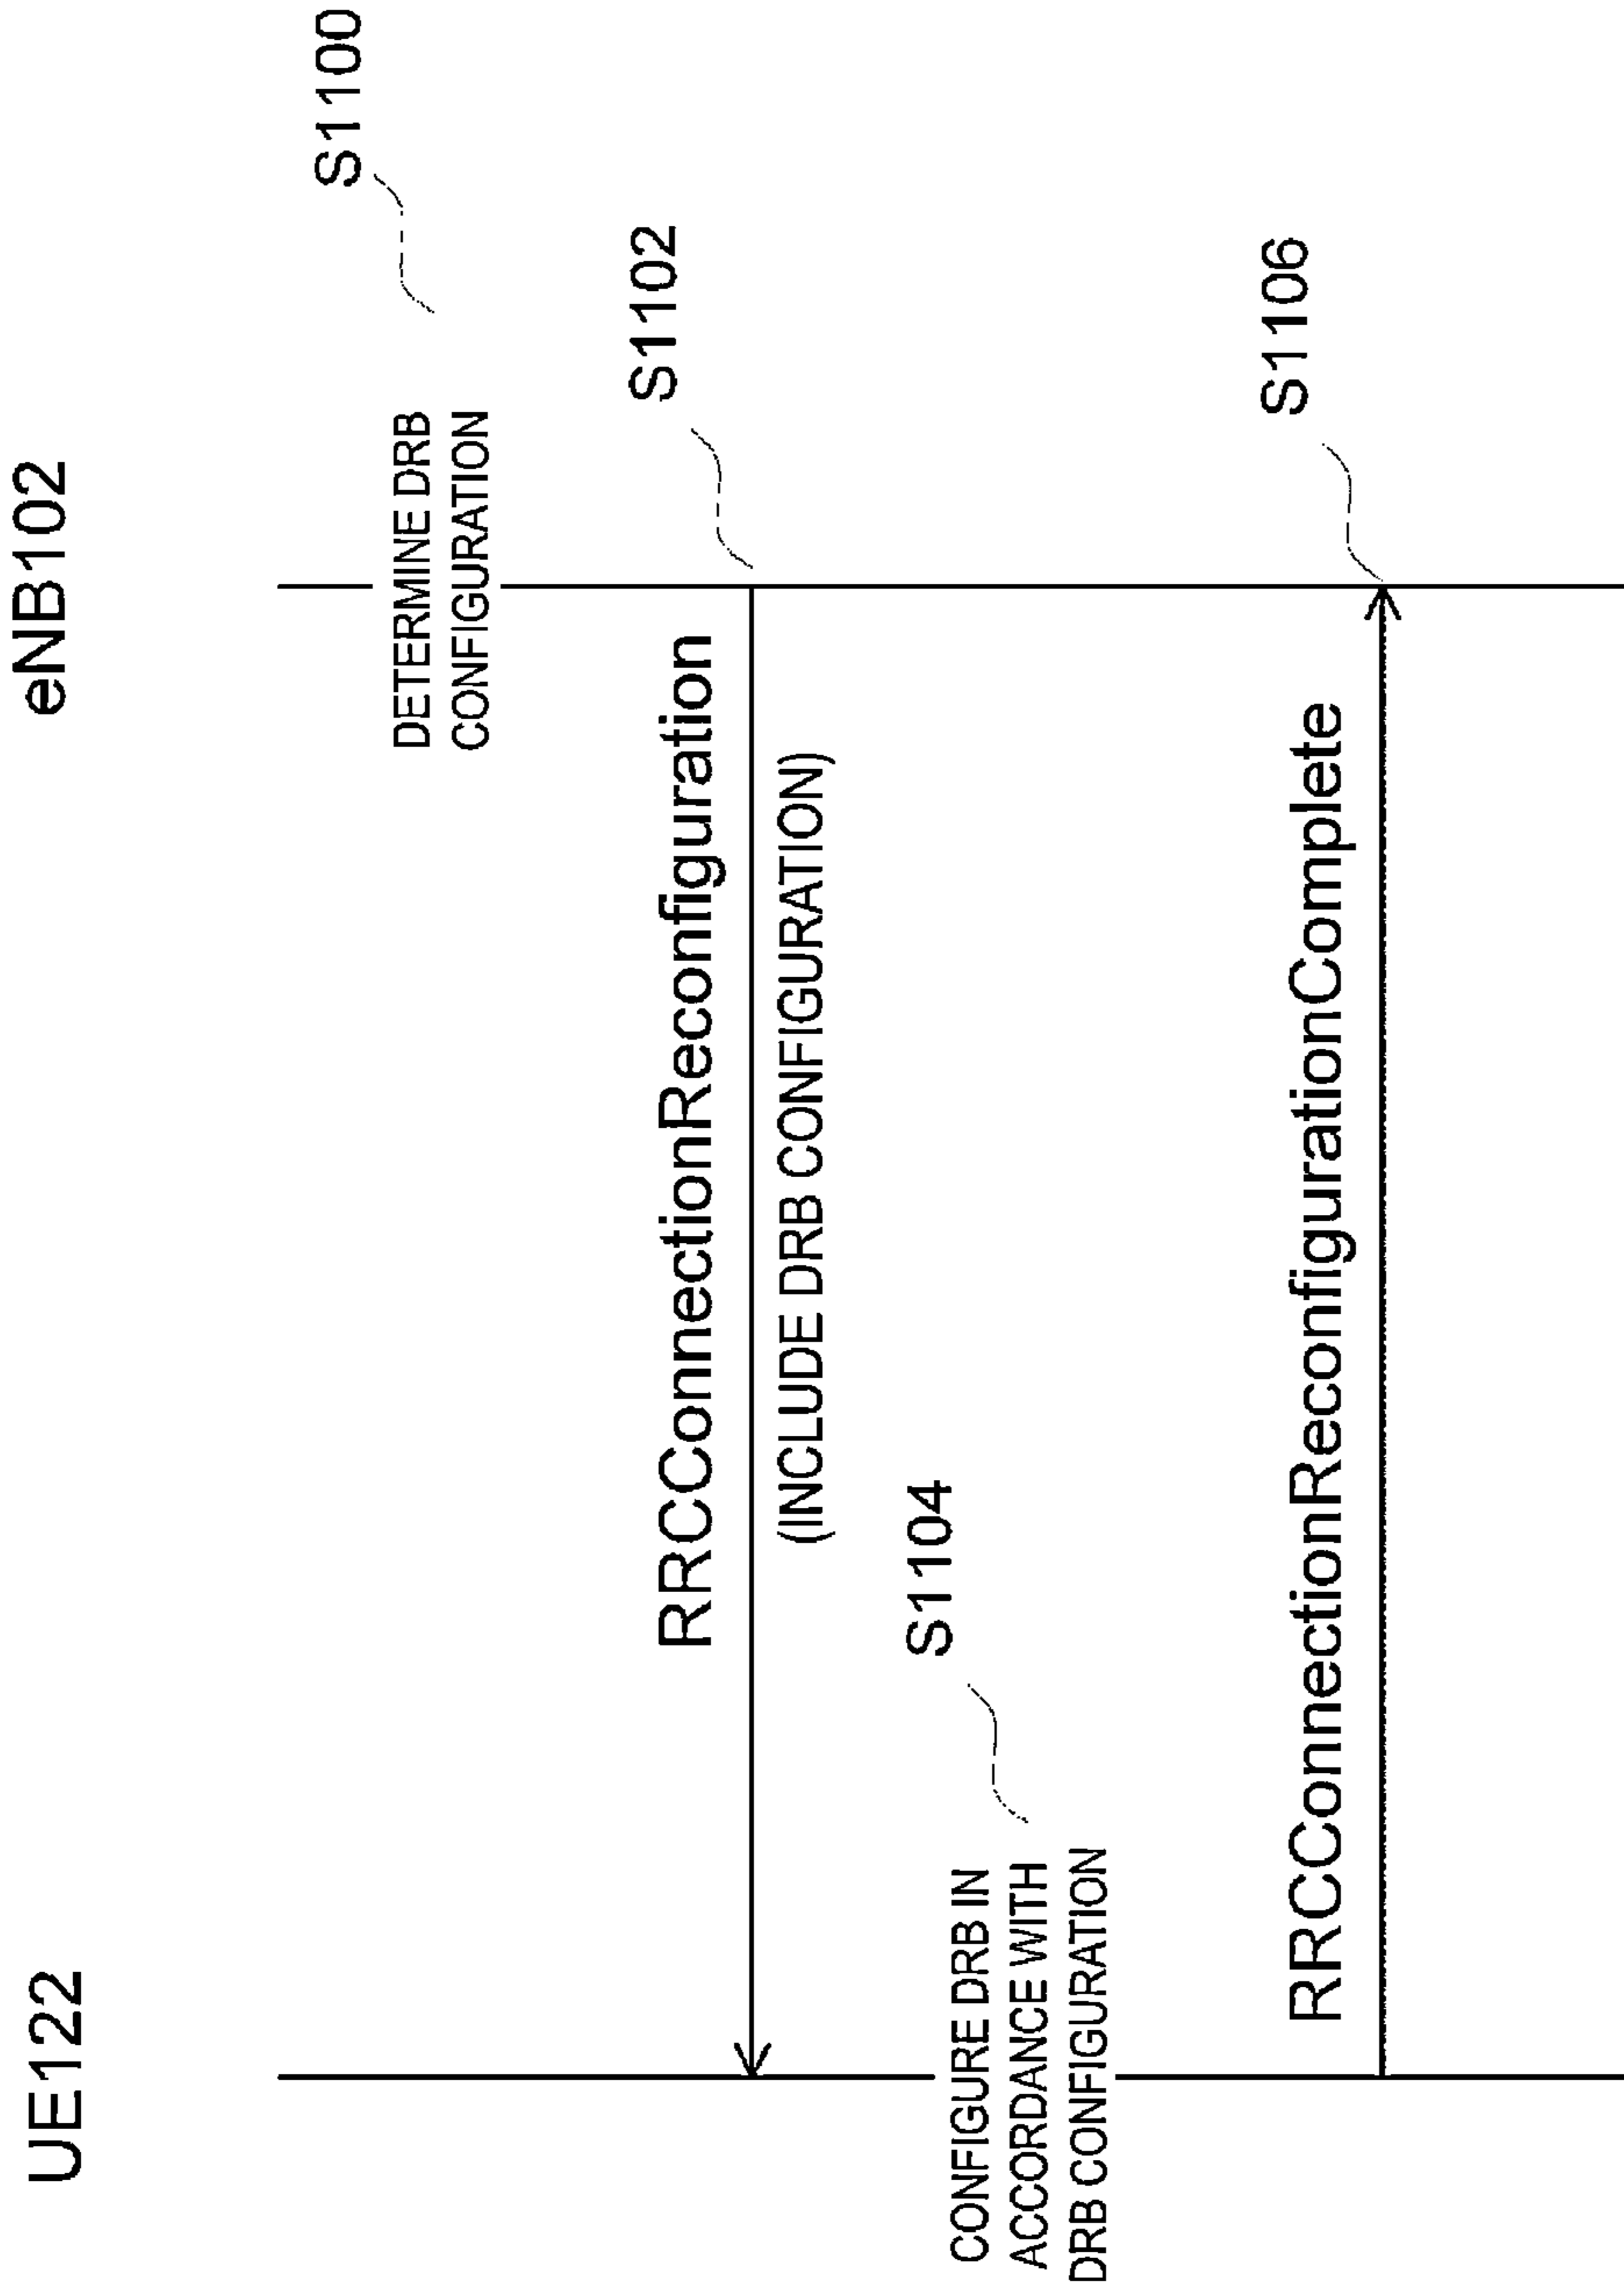 UE122
eNB102
DETERMINE DRB
CONFIGURATION
S1100
RRCConnectionReconfiguration
S1102
(INCLUDE DRB CONFIGURATION)
S1104
CONFIGURE DRB IN
ACCORDANCE WITH
DRB CONFIGURATION
RRCConnectionReconfigurationComplete
S1106